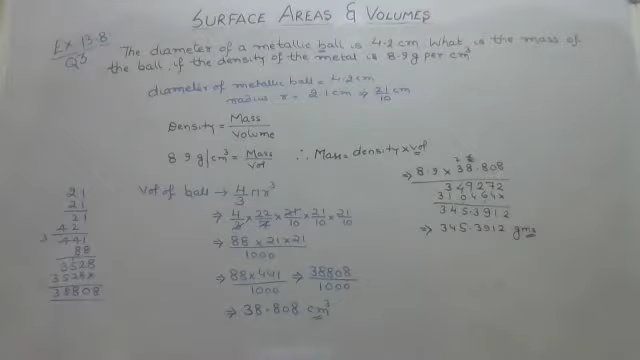 SURFACE AREAS & VOLUMES
Ex 13.8
Q3
The diameter of a metallic ball is 4.2 cm. What is the mass of
the ball, if the density of the metal is 8.9 g per cm³
diameter of metallic ball = 4.2 cm
radius r = 2.1 cm ⇒ 21/10 cm
Density = Mass/Volume
8.9 g/cm³ = Mass/Vol ∴ Mass = density × vol
Vol of ball → 4/3 πr³
⇒ 4/3 × 22/7 × 21/10 × 21/10 × 21/10
⇒ 88 × 21 × 21/1000
⇒ 88 × 441/1000 ⇒ 38808/1000
⇒ 38.808 cm³
⇒ 8.9 × 38.808
349272
310464×
345.3912
⇒ 345.3912 gms
21
21
21
42
441
88
3528
3528×
38808